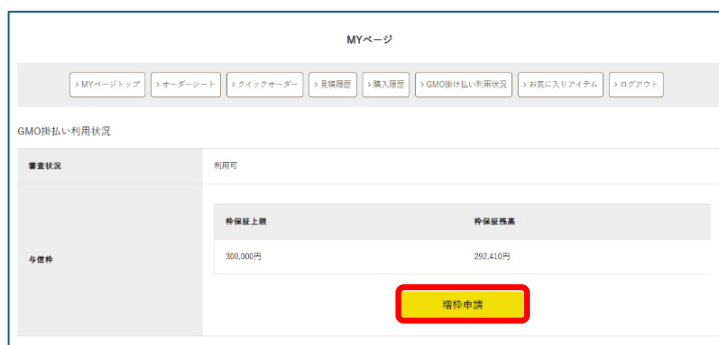 MYページ
> MYページトップ > オーダーシート > クイックオーダー > 見積履歴 > 購入履歴 > GMO掛け払い利用状況 > お気に入りアイテム > ログアウト
GMO掛払い利用状況
審査状況 利用可
枠保証上限 枠保証残高
与信枠 300,000円 292,410円
増枠申請